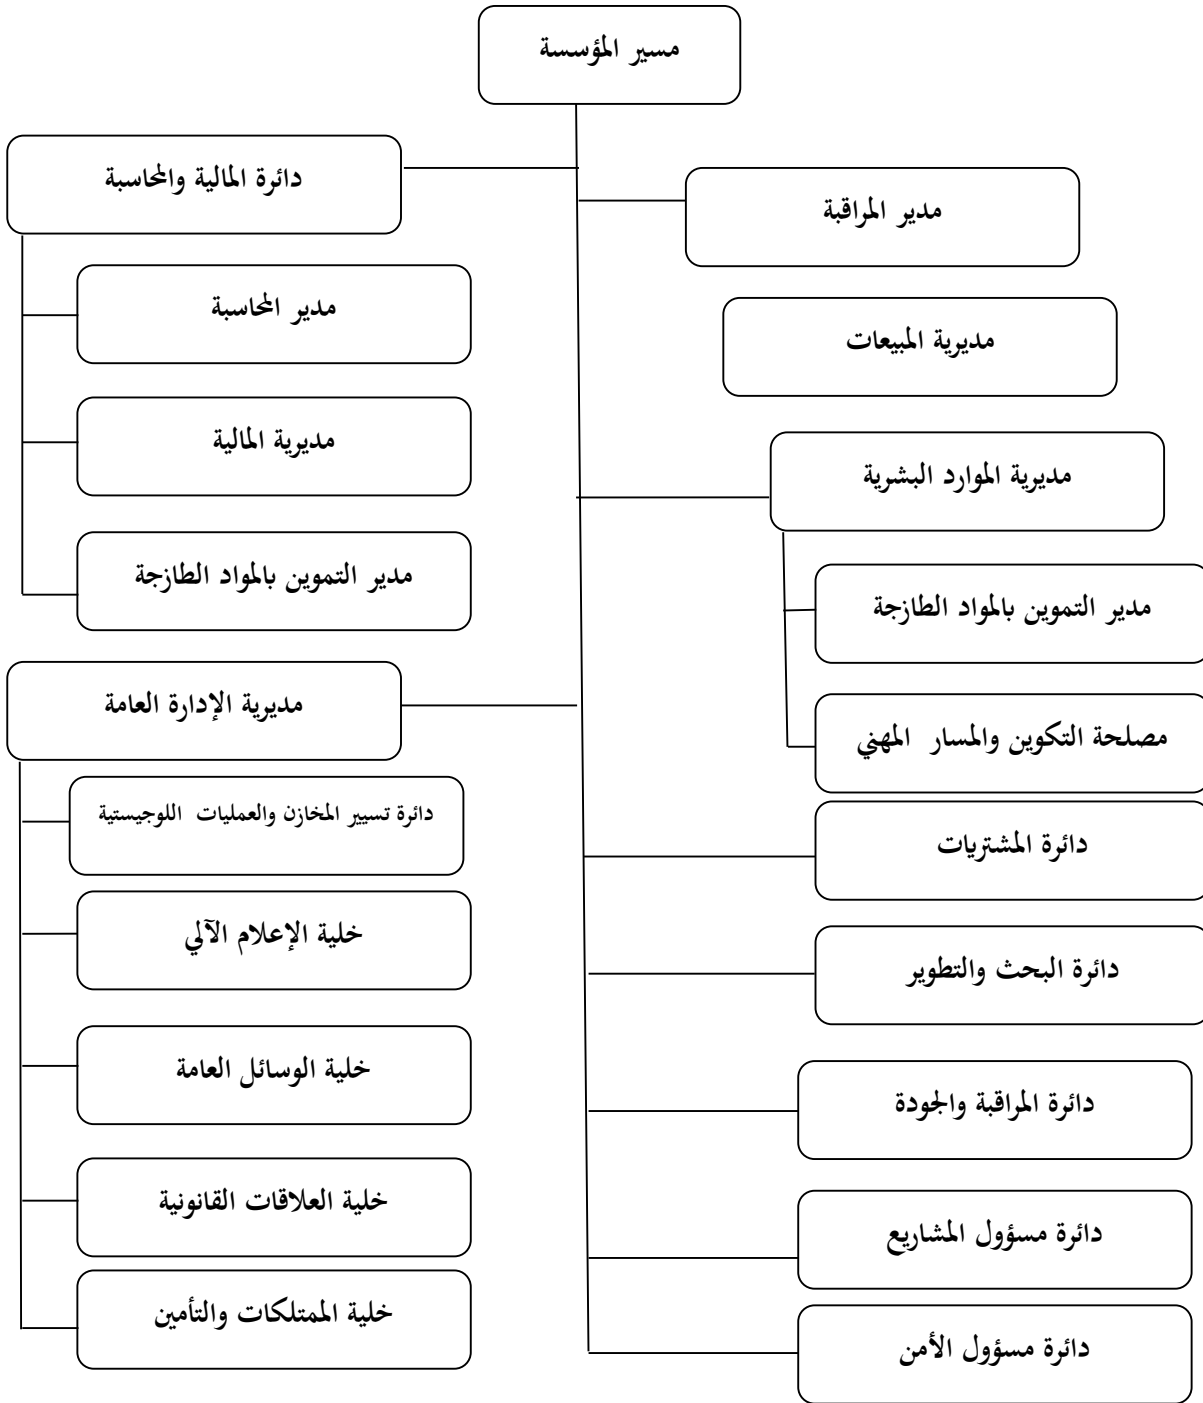 مسير المؤسسة
مدير المراقبة
مديرية المبيعات
مديرية الموارد البشرية
مدير التموين بالمواد الطازجة
مصلحة التكوين والمسار المهني
دائرة المشتريات
دائرة البحث والتطوير
دائرة المراقبة والجودة
دائرة مسؤول المشاريع
دائرة مسؤول الأمن
دائرة المالية والمحاسبة
مدير المحاسبة
مديرية المالية
مدير التموين بالمواد الطازجة
مديرية الإدارة العامة
دائرة تسيير المخازن والعمليات اللوجيستية
خلية الإعلام الآلي
خلية الوسائل العامة
خلية العلاقات القانونية
خلية الممتلكات والتأمين